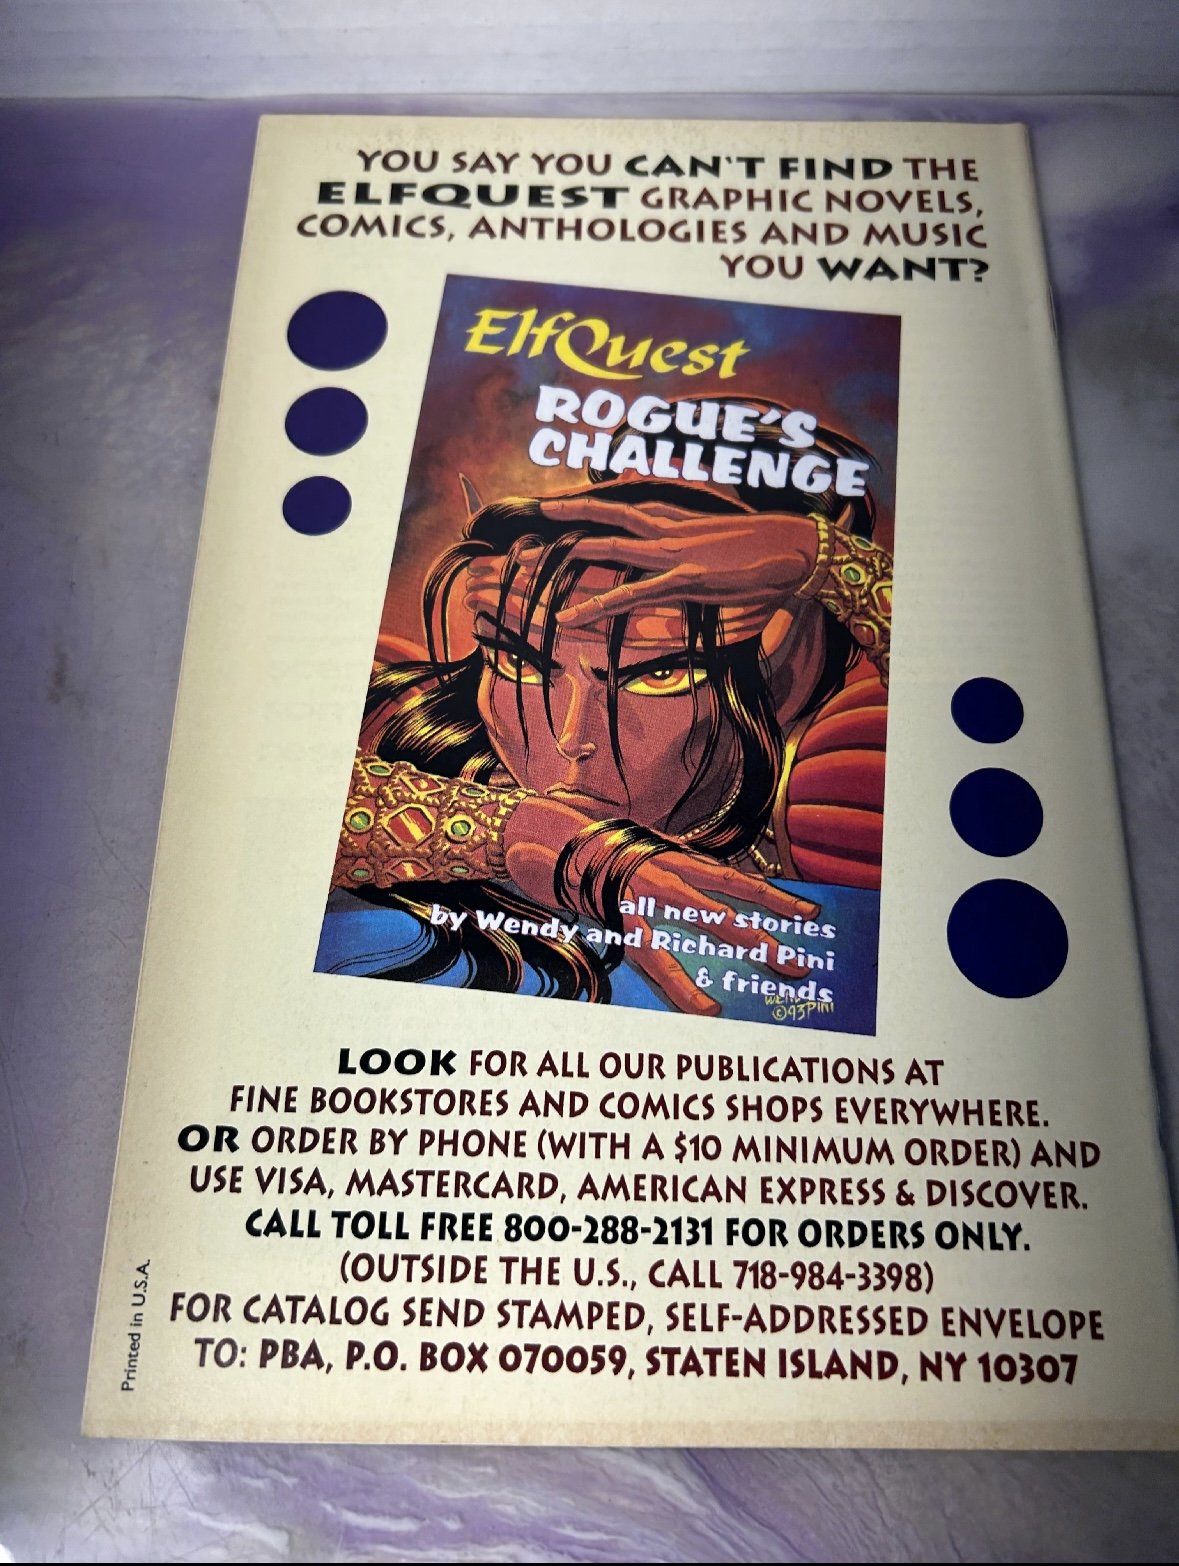 YOU SAY YOU CAN'T FIND THE
ELFQUEST GRAPHIC NOVELS,
COMICS, ANTHOLOGIES AND MUSIC
YOU WANT?
ElfQuest
ROGUE'S
CHALLENGE
all new stories
by Wendy and Richard Pini
& friends
©93 PINI
LOOK FOR ALL OUR PUBLICATIONS AT
FINE BOOKSTORES AND COMICS SHOPS EVERYWHERE.
OR ORDER BY PHONE (WITH A $10 MINIMUM ORDER) AND
USE VISA, MASTERCARD, AMERICAN EXPRESS & DISCOVER.
CALL TOLL FREE 800-288-2131 FOR ORDERS ONLY.
(OUTSIDE THE U.S., CALL 718-984-3398)
FOR CATALOG SEND STAMPED, SELF-ADDRESSED ENVELOPE
TO: PBA, P.O. BOX 070059, STATEN ISLAND, NY 10307
Printed in U.S.A.